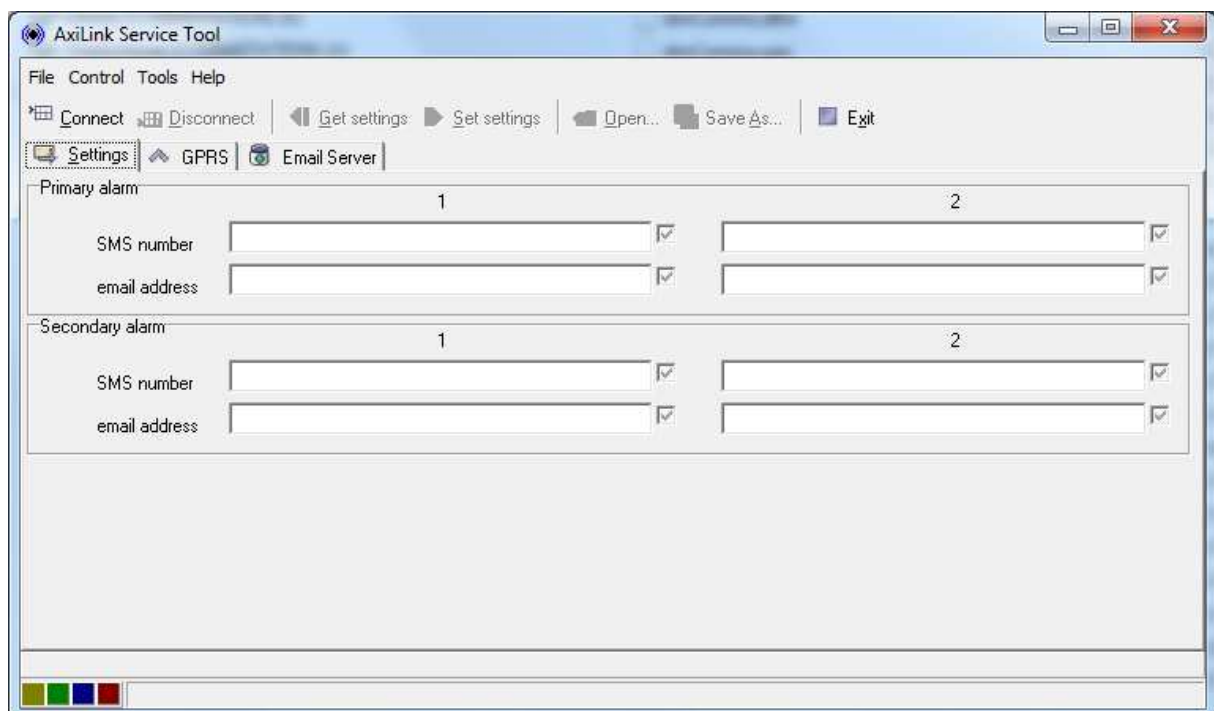 AxiLink Service Tool
File Control Tools Help
Connect Disconnect Get settings Set settings Open... Save As... Exit
Settings GPRS Email Server
Primary alarm
1 2
SMS number
email address
Secondary alarm
1 2
SMS number
email address